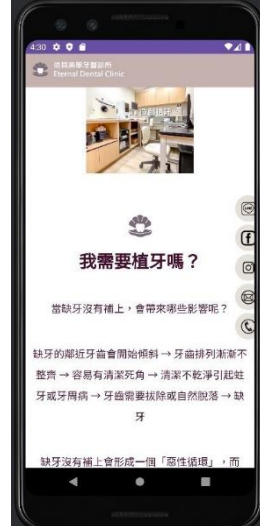 4:30
Eternal Dental Clinic
我需要植牙嗎？
當缺牙沒有補上，會帶來哪些影響呢？
缺牙的鄰近牙齒會開始傾斜 → 牙齒排列漸漸不
整齊 → 容易有清潔死角 → 清潔不乾淨引起蛀
牙或牙周病 → 牙齒需要拔除或自然脫落 → 缺
牙
缺牙沒有補上會形成一個「惡性循環」，而